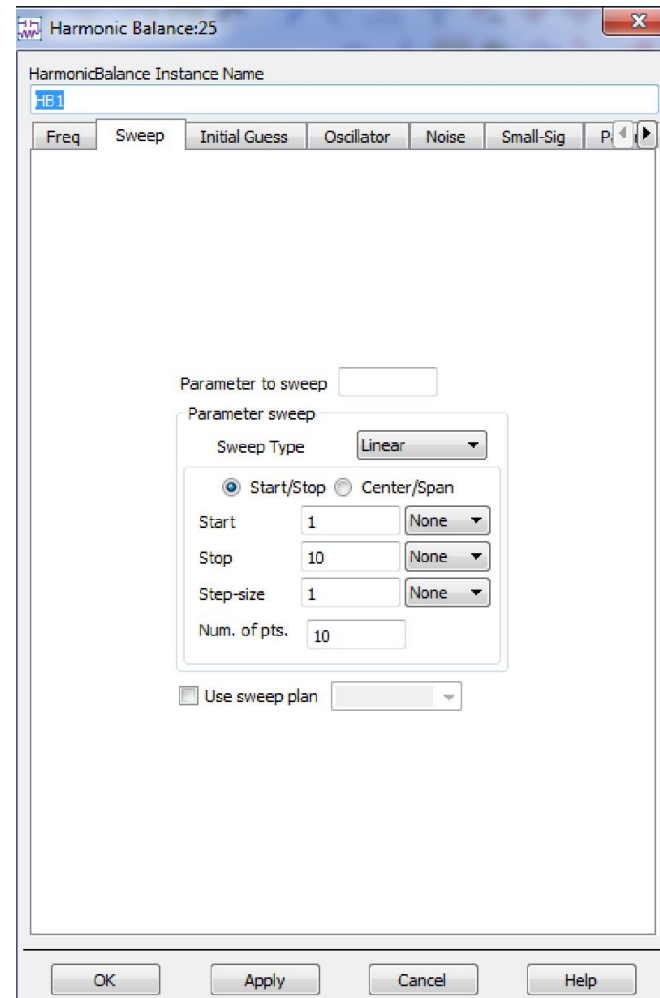 Harmonic Balance:25
HarmonicBalance Instance Name
HB1
Freq Sweep Initial Guess Oscillator Noise Small-Sig
Parameter to sweep
Parameter sweep
Sweep Type Linear
Start/Stop Center/Span
Start 1 None
Stop 10 None
Step-size 1 None
Num. of pts. 10
Use sweep plan
OK Apply Cancel Help